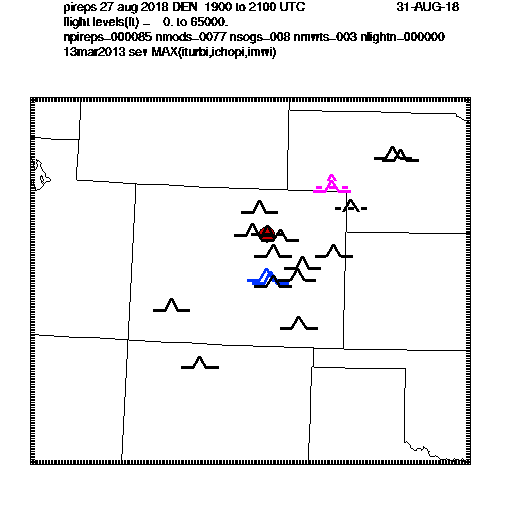 pireps 27 aug 2018 DEN 1900 to 2100 UTC 31-AUG-18
flight levels(ft) = 0. to 65000.
npireps=000085 nmods=0077 nsogs=008 nmwts=003 nlightn=000000
13mar2013 sev MAX(iturbi,ichopi,imwi)